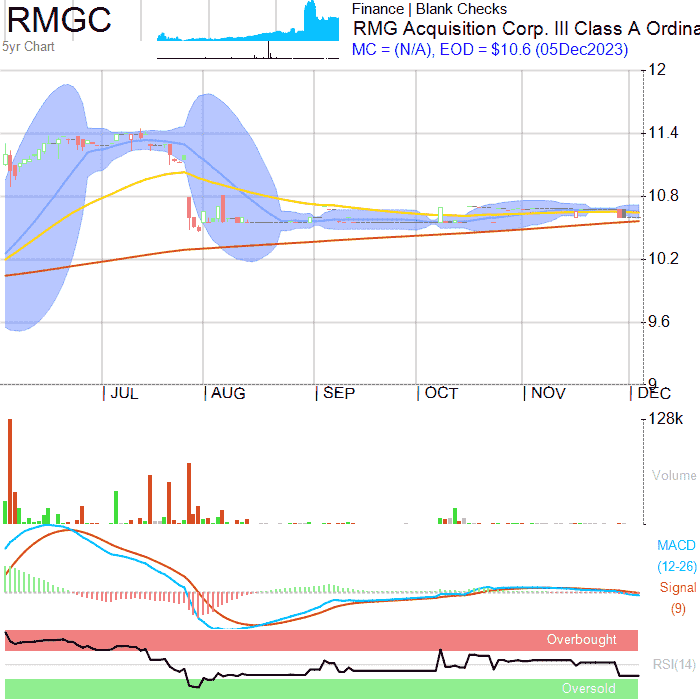 RMGC
5yr Chart
Finance | Blank Checks
RMG Acquisition Corp. III Class A Ordina
MC = (N/A), EOD = $10.6 (05Dec2023)
12
11.4
10.8
10.2
9.6
9
JUL
AUG
SEP
OCT
NOV
DEC
128k
Volume
MACD
(12-26)
Signal
(9)
Overbought
RSI(14)
Oversold